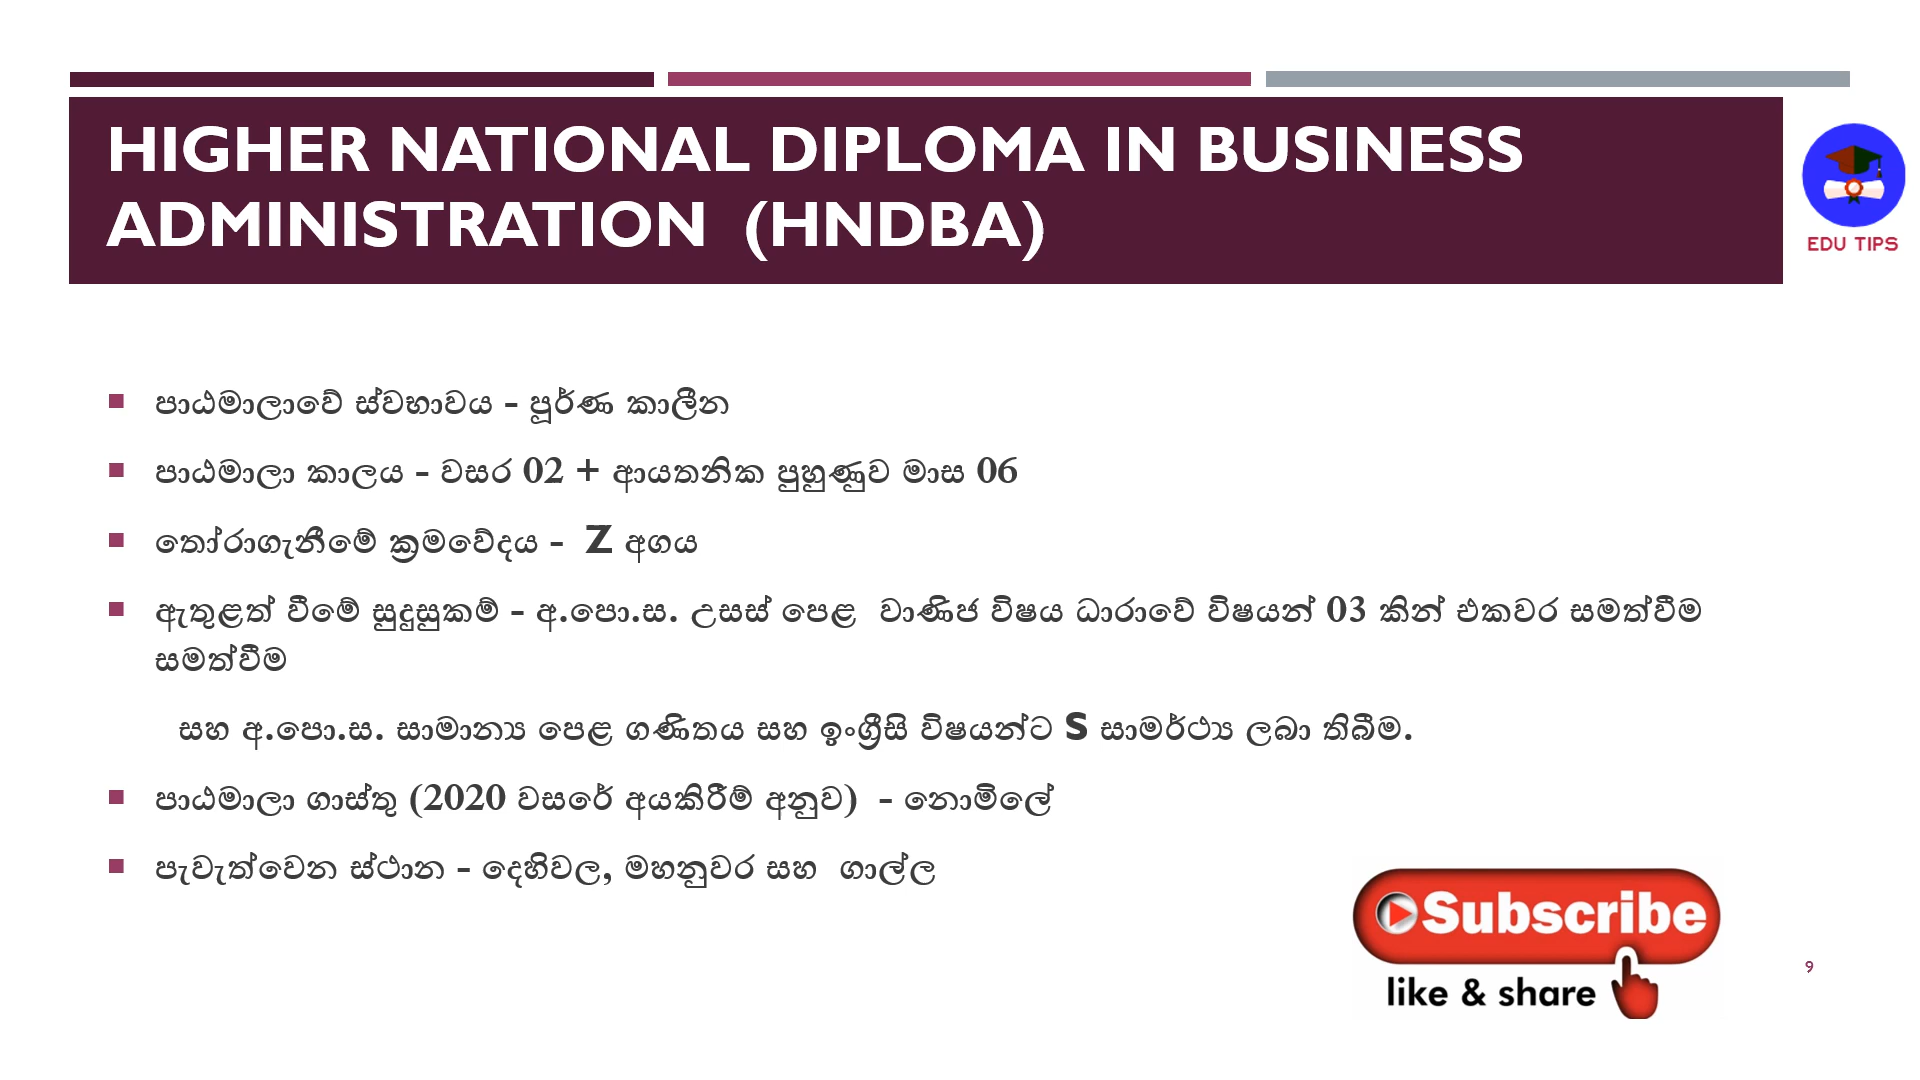 HIGHER NATIONAL DIPLOMA IN BUSINESS
ADMINISTRATION (HNDBA)
EDU TIPS
▪ පාඨමාලාවේ ස්වභාවය - පූර්ණ කාලීන
▪ පාඨමාලා කාලය - වසර 02 + ආයතනික පුහුණුව මාස 06
▪ තෝරාගැනීමේ ක්‍රමවේදය - Z අගය
▪ ඇතුළත් වීමේ සුදුසුකම් - අ.පො.ස. උසස් පෙළ වාණිජ විෂය ධාරාවේ විෂයන් 03 කින් එකවර සමත්වීම
සමත්වීම
සහ අ.පො.ස. සාමාන්‍ය පෙළ ගණිතය සහ ඉංග්‍රීසි විෂයන්ට S සාමර්ථ්‍ය ලබා තිබීම.
▪ පාඨමාලා ගාස්තු (2020 වසරේ අයකිරීම් අනුව) - නොමිලේ
▪ පැවැත්වෙන ස්ථාන - දෙහිවල, මහනුවර සහ ගාල්ල
Subscribe
like & share
9